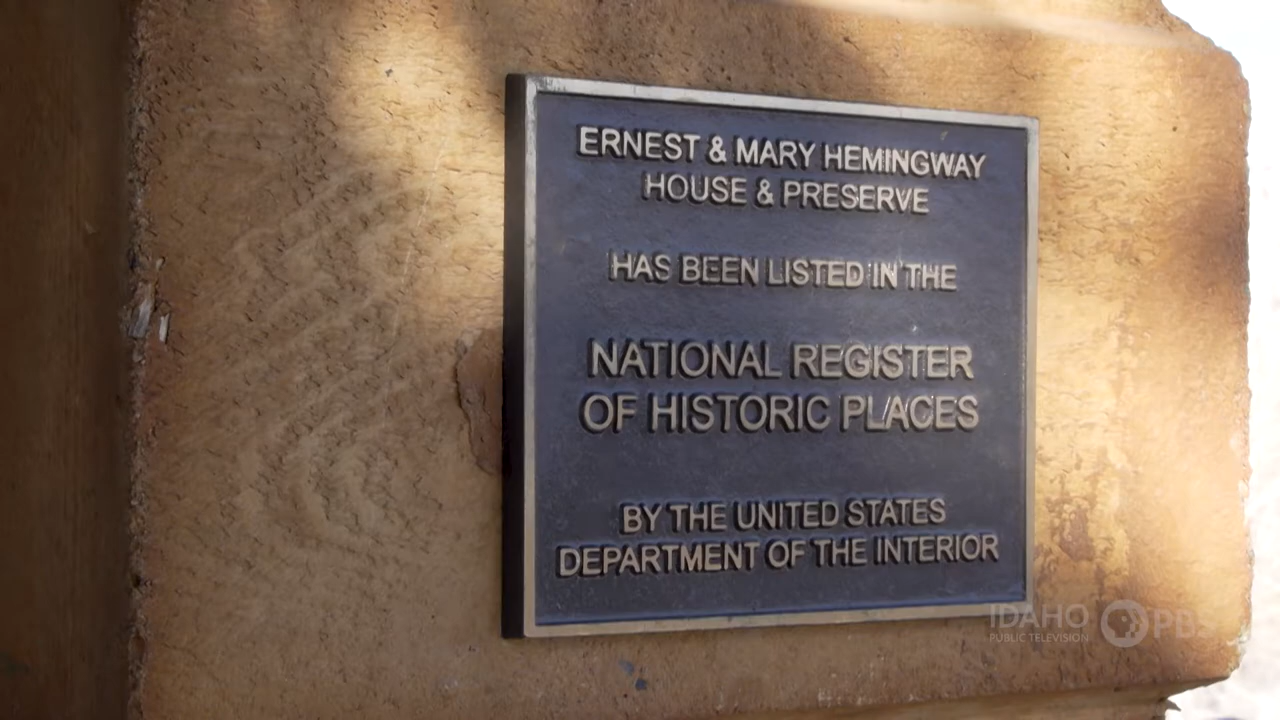 ERNEST & MARY HEMINGWAY
HOUSE & PRESERVE
HAS BEEN LISTED IN THE
NATIONAL REGISTER
OF HISTORIC PLACES
BY THE UNITED STATES
DEPARTMENT OF THE INTERIOR
IDAHO PBS
PUBLIC TELEVISION